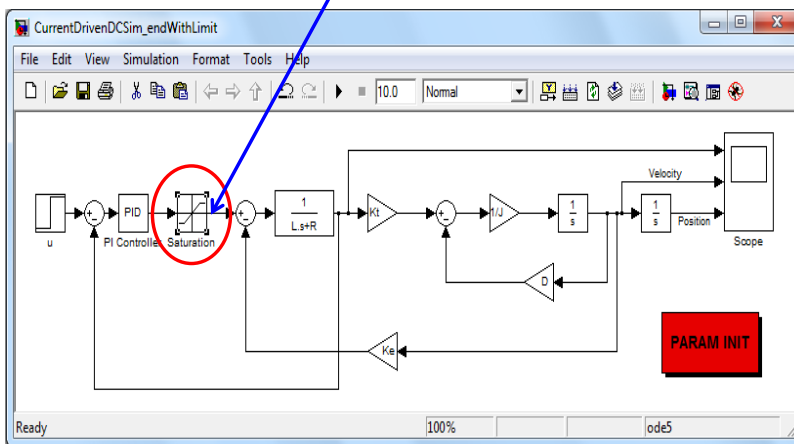 CurrentDrivenDCSim_endWithLimit
File Edit View Simulation Format Tools Help
10.0 Normal
Velocity
Position
Scope
u
PID
PI Controller
Saturation
1
L.s+R
Kt
1/J
1
s
1
s
D
Ke
PARAM INIT
Ready 100% ode5